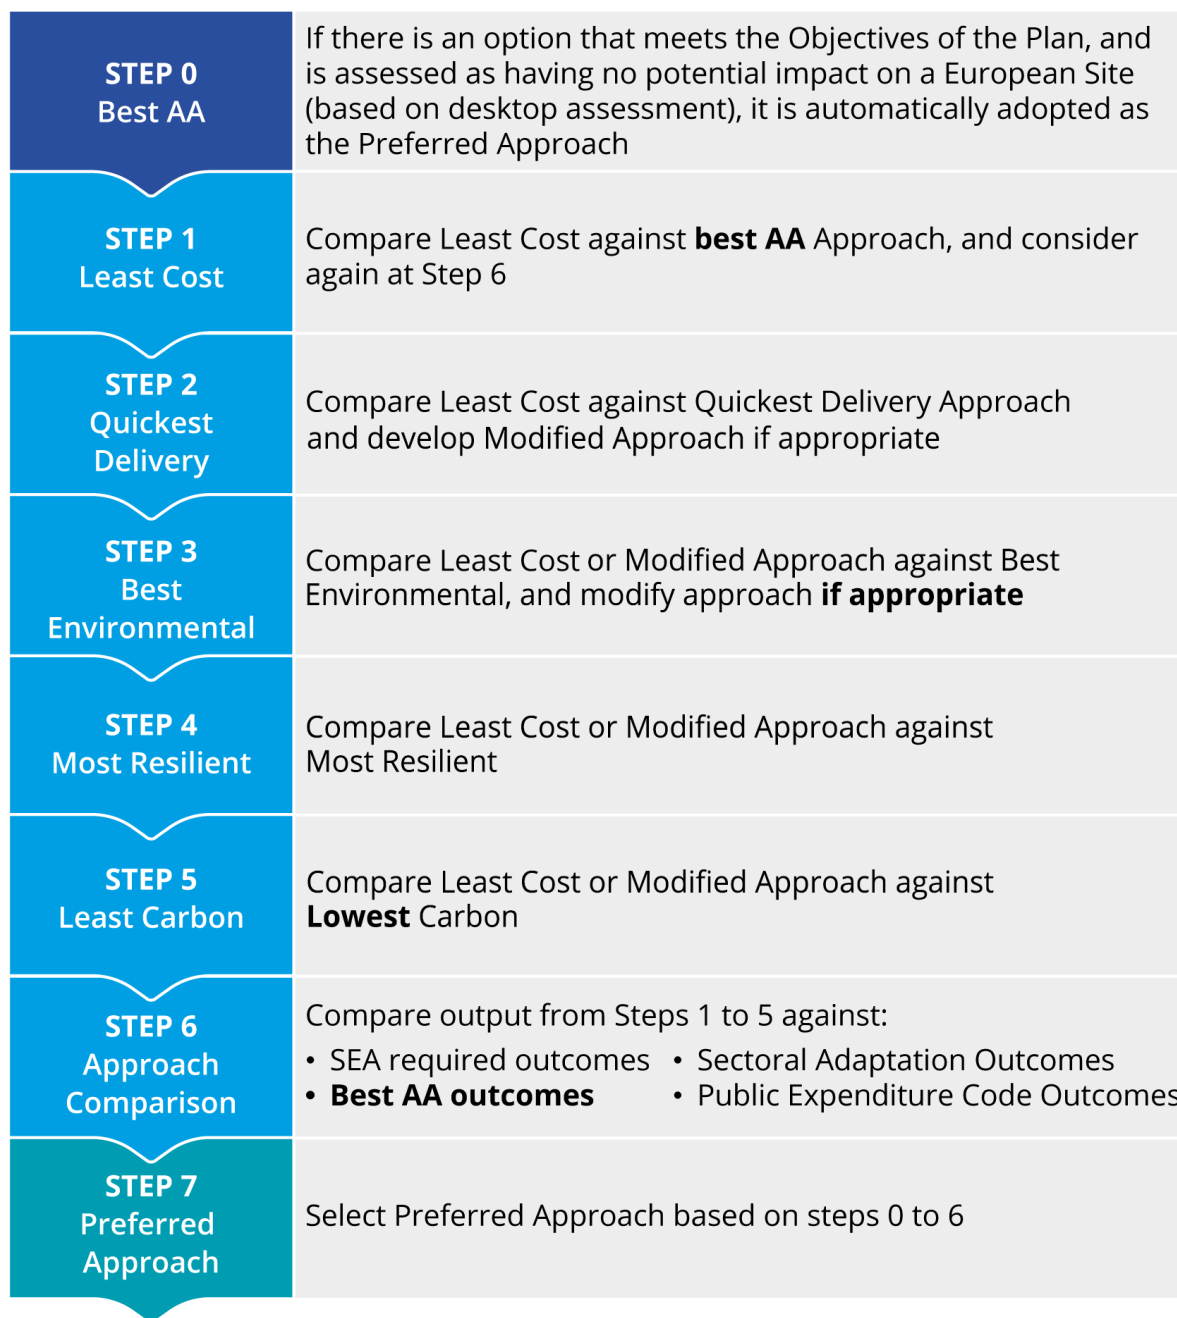 STEP 0
Best AA
If there is an option that meets the Objectives of the Plan, and
is assessed as having no potential impact on a European Site
(based on desktop assessment), it is automatically adopted as
the Preferred Approach
STEP 1
Least Cost
Compare Least Cost against best AA Approach, and consider
again at Step 6
STEP 2
Quickest
Delivery
Compare Least Cost against Quickest Delivery Approach
and develop Modified Approach if appropriate
STEP 3
Best
Environmental
Compare Least Cost or Modified Approach against Best
Environmental, and modify approach if appropriate
STEP 4
Most Resilient
Compare Least Cost or Modified Approach against
Most Resilient
STEP 5
Least Carbon
Compare Least Cost or Modified Approach against
Lowest Carbon
STEP 6
Approach
Comparison
Compare output from Steps 1 to 5 against:
• SEA required outcomes • Sectoral Adaptation Outcomes
• Best AA outcomes • Public Expenditure Code Outcomes
STEP 7
Preferred
Approach
Select Preferred Approach based on steps 0 to 6